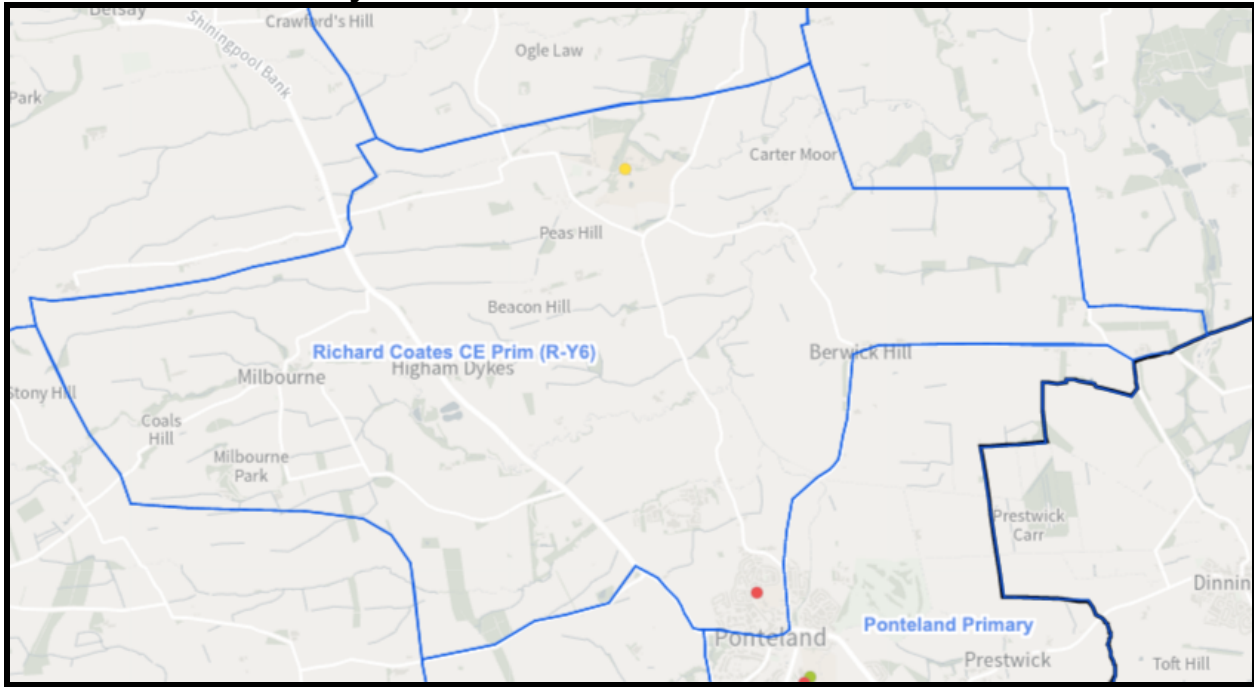 Belsay
Crawford's Hill
Shiningpool Bank
Ogle Law
Park
Carter Moor
Peas Hill
Beacon Hill
Richard Coates CE Prim (R-Y6)
Berwick Hill
Higham Dykes
Milbourne
Stony Hill
Coals
Hill
Milbourne
Park
Prestwick
Carr
Dinnin
Ponteland Primary
Ponteland
Prestwick
Toft Hill